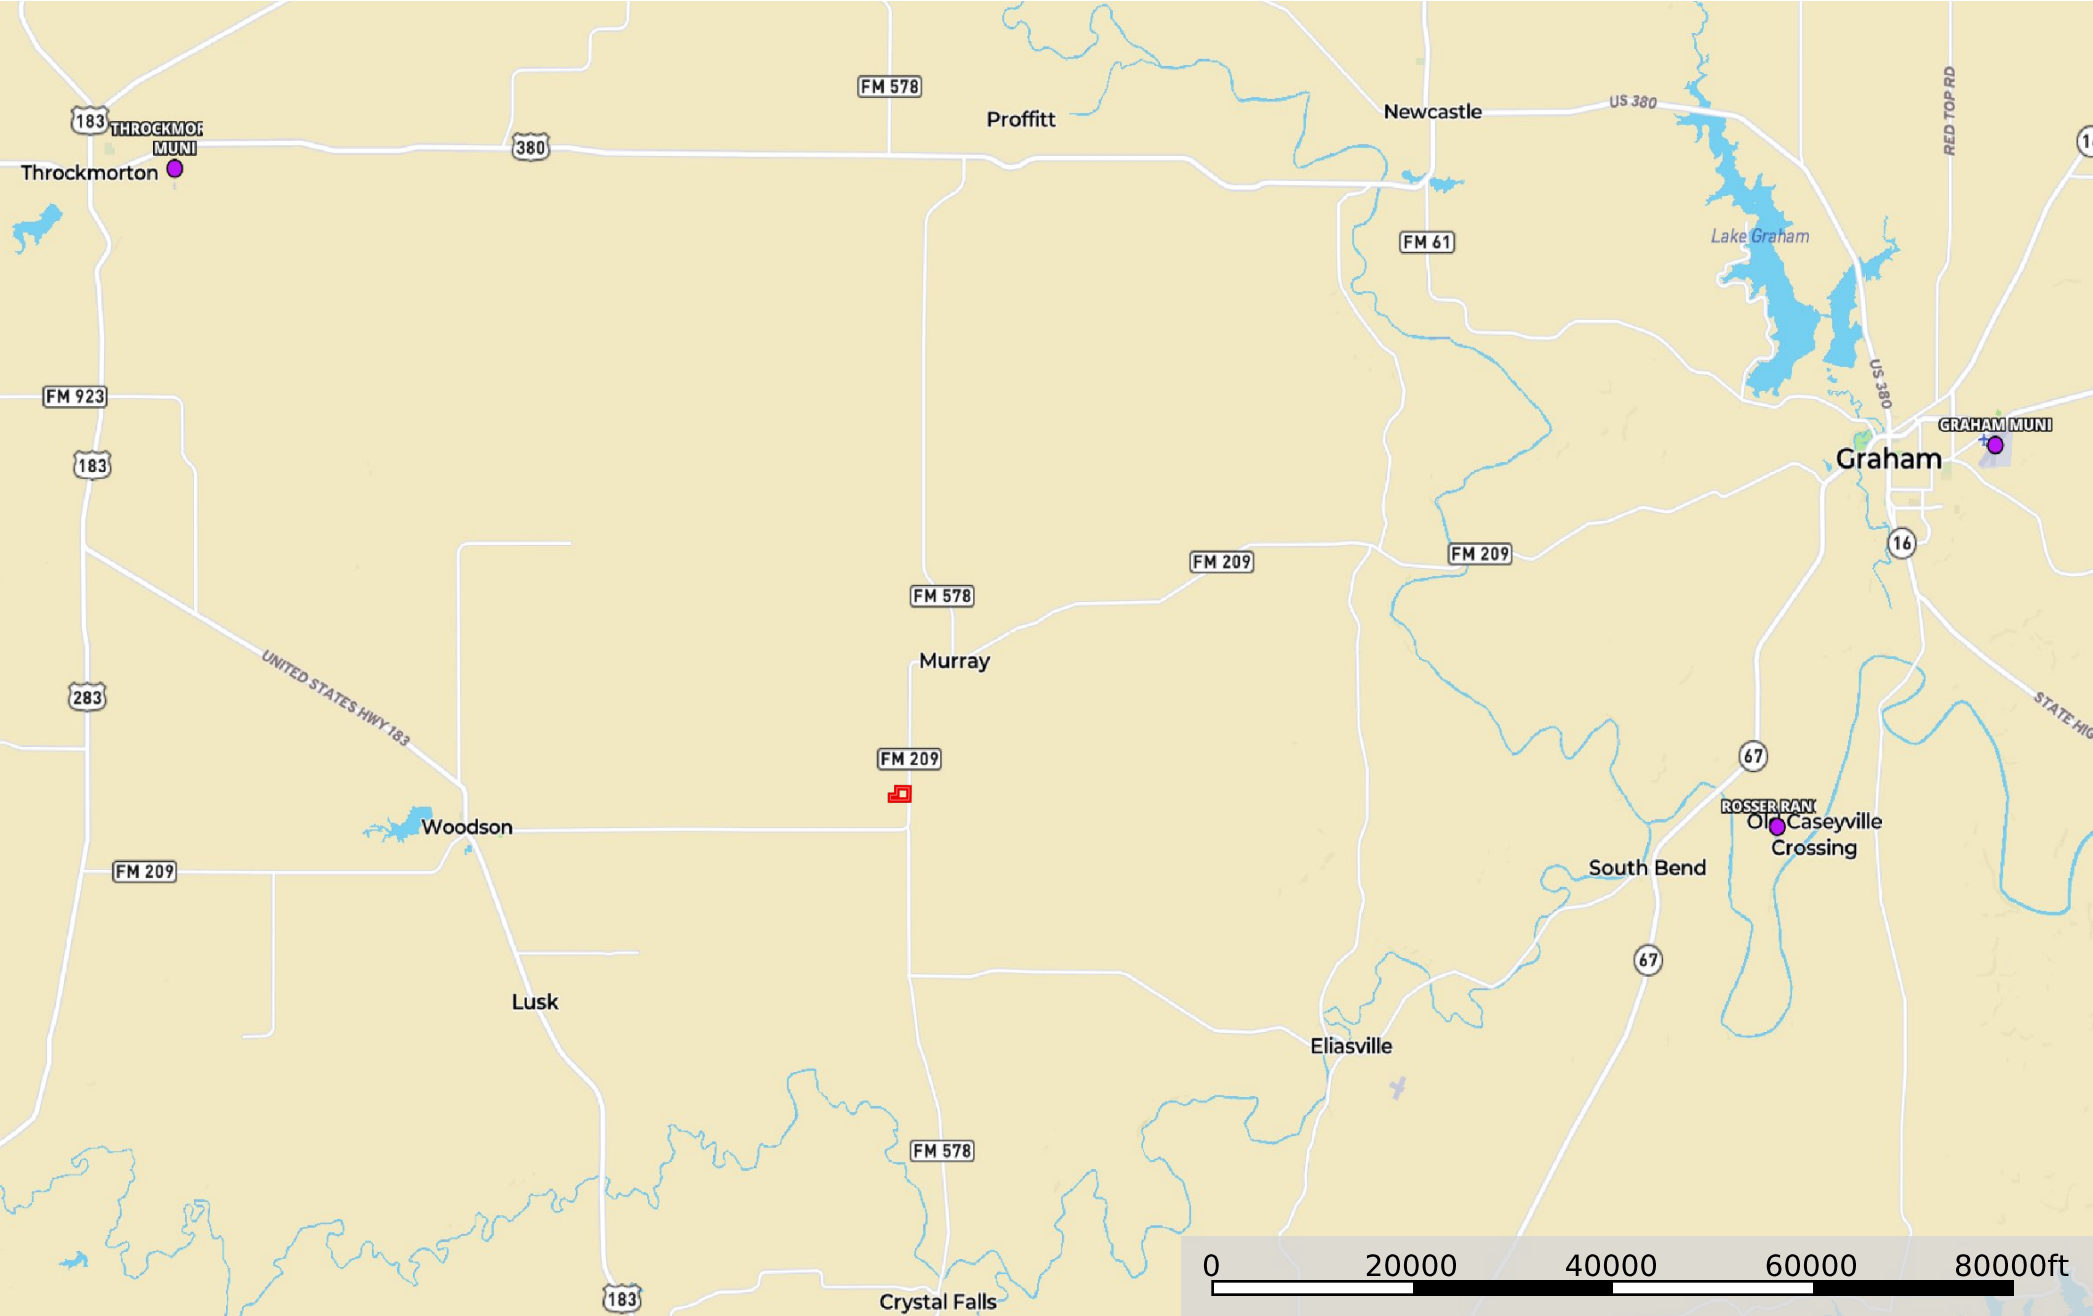 FM 578
183
THROCKMOR
MUNI
Throckmorton
380
Proffitt
Newcastle
US 380
RED TOP RD
FM 61
Lake Graham
FM 923
183
US 380
GRAHAM MUNI
Graham
16
FM 209
FM 209
FM 578
Murray
UNITED STATES HWY 183
283
STATE HIG
FM 209
67
ROSSER RAN
Woodson
Caseyville
Crossing
South Bend
FM 209
67
Lusk
Eliasville
FM 578
183
Crystal Falls
0 20000 40000 60000 80000ft